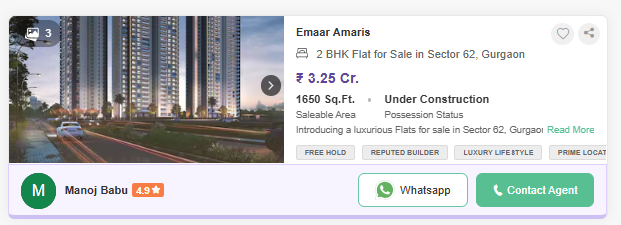 3
Emaar Amaris
2 BHK Flat for Sale in Sector 62, Gurgaon
₹ 3.25 Cr.
1650 Sq.Ft. • Under Construction
Saleable Area Possession Status
Introducing a luxurious Flats for sale in Sector 62, Gurgaon Read More
FREE HOLD REPUTED BUILDER LUXURY LIFESTYLE PRIME LOCAT
M Manoj Babu 4.9 ★ Whatsapp Contact Agent